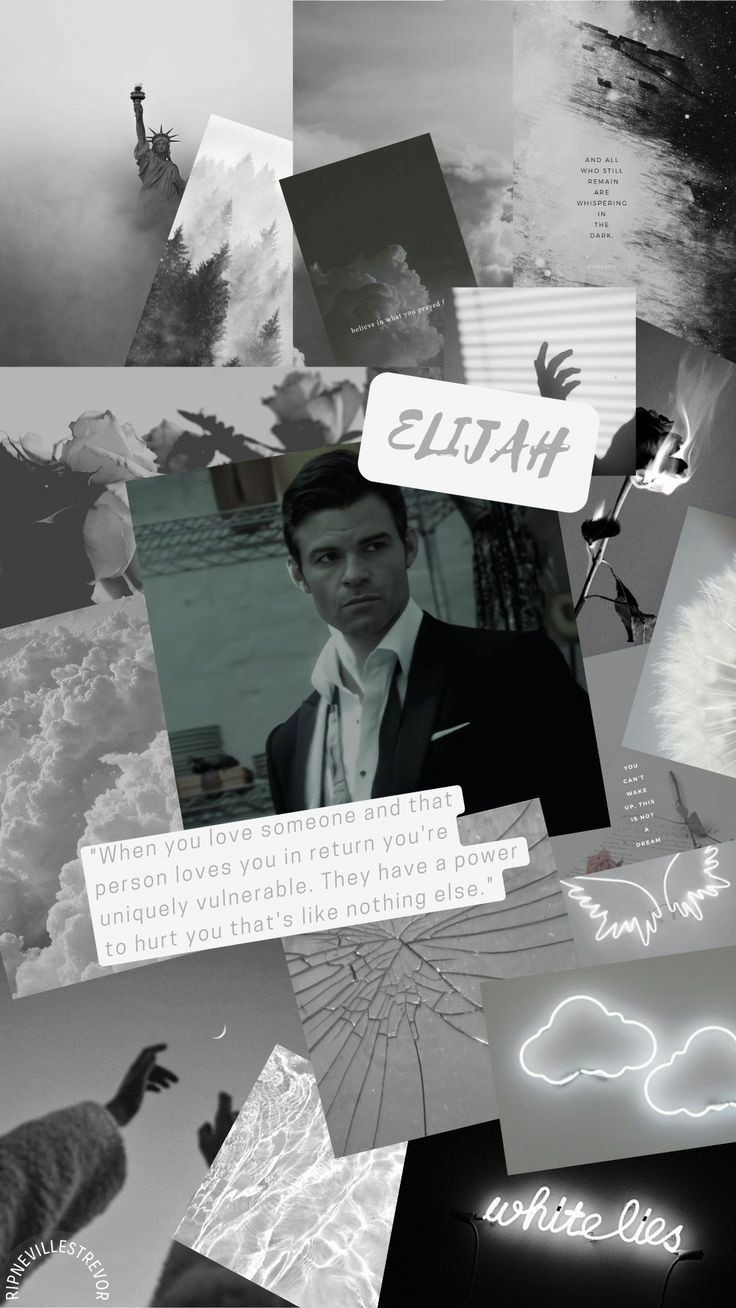 AND ALL
WHO STILL
REMAIN
ARE
WHISPERING
IN
THE
DARK.
believe in what you prayed f
ELIJAH
YOU
CAN'T
WAKE
UP. THIS
IS NOT
A
DREAM
"When you love someone and that
person loves you in return you're
uniquely vulnerable. They have a power
to hurt you that's like nothing else."
white lies
RIPNEVILLESTREVOR